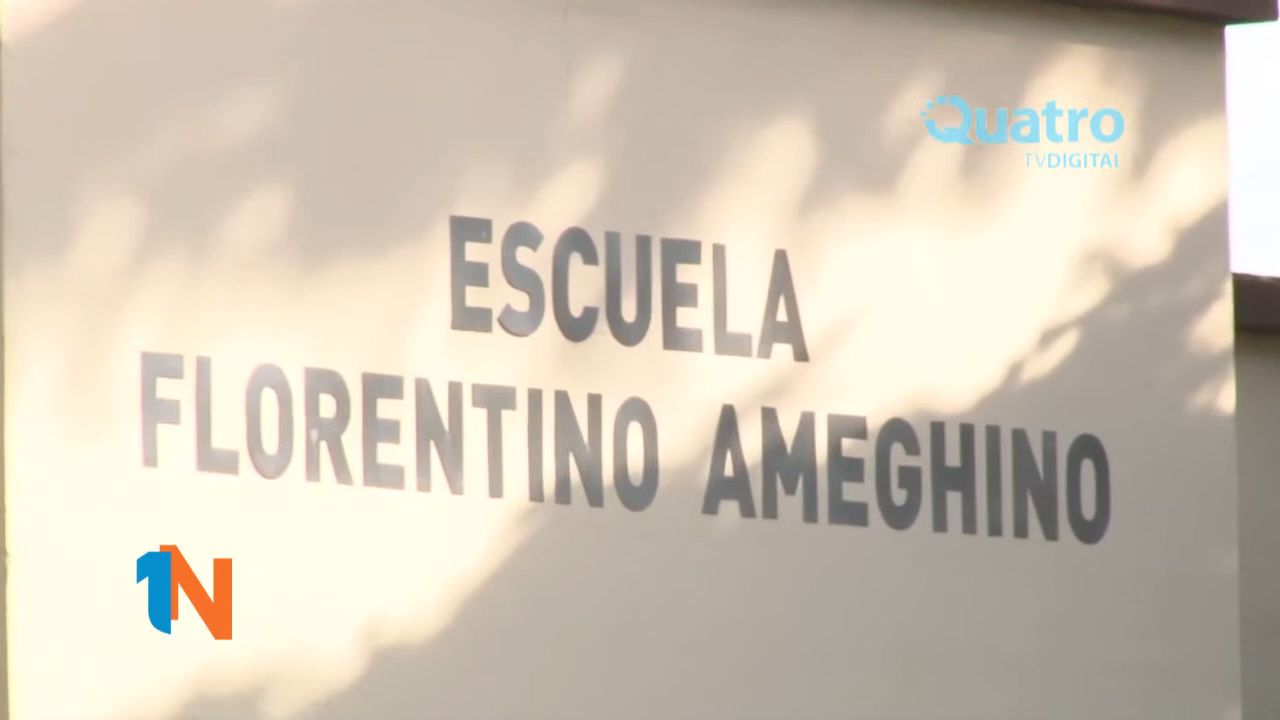 Quatro
TVDIGITAL
ESCUELA
FLORENTINO AMEGHINO
1N